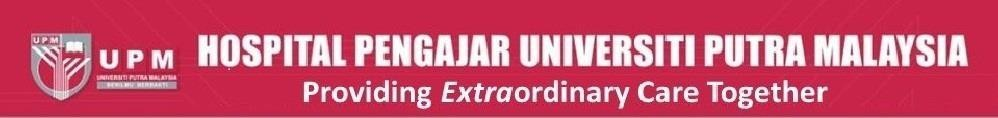 UPM
UPM
UNIVERSITI PUTRA MALAYSIA
BERILMU BERBAKTI
HOSPITAL PENGAJAR UNIVERSITI PUTRA MALAYSIA
Providing Extraordinary Care Together